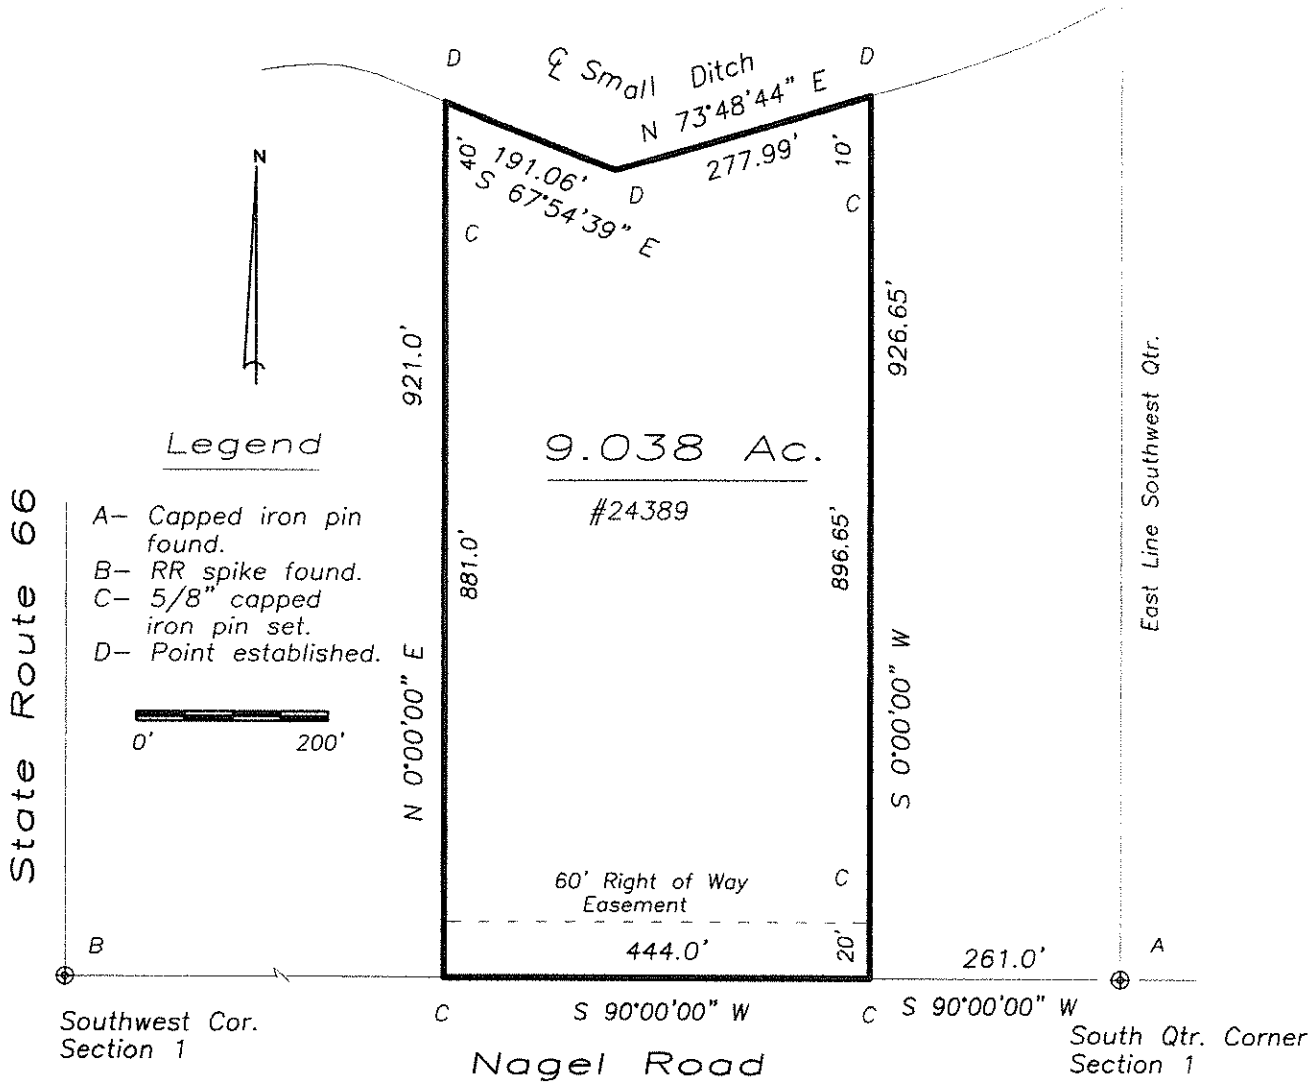 D
℄ Small Ditch
D
N 73°48'44" E
277.99'
40'
191.06'
S 67°54'39" E
D
10'
C
C
N
921.0'
926.65'
East Line Southwest Qtr.
9.038 Ac.
#24389
881.0'
896.65'
Legend
A- Capped iron pin
found.
B- RR spike found.
C- 5/8" capped
iron pin set.
D- Point established.
0' 200'
State Route 66
N 0°00'00" E
S 0°00'00" W
60' Right of Way
Easement
C
20'
444.0'
261.0'
B
A
C
S 90°00'00" W
C
S 90°00'00" W
Southwest Cor.
Section 1
Nagel Road
South Qtr. Corner
Section 1